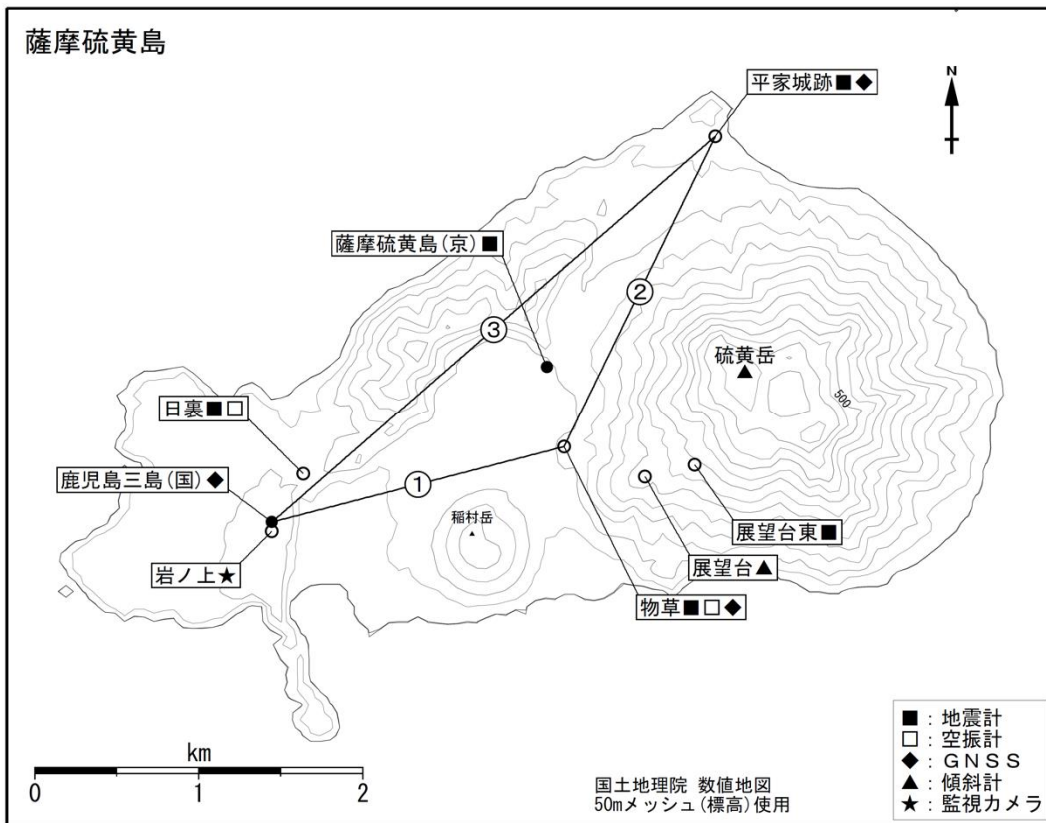 薩摩硫黄島
平家城跡■◆
N
薩摩硫黄島(京)■
②
③
硫黄岳
500
日裏■□
鹿児島三島(国)◆
①
稲村岳
展望台東■
岩ノ上★
展望台▲
物草■□◆
km
0 1 2
国土地理院 数値地図
50mメッシュ(標高)使用
■:地震計
□:空振計
◆:GNSS
▲:傾斜計
★:監視カメラ